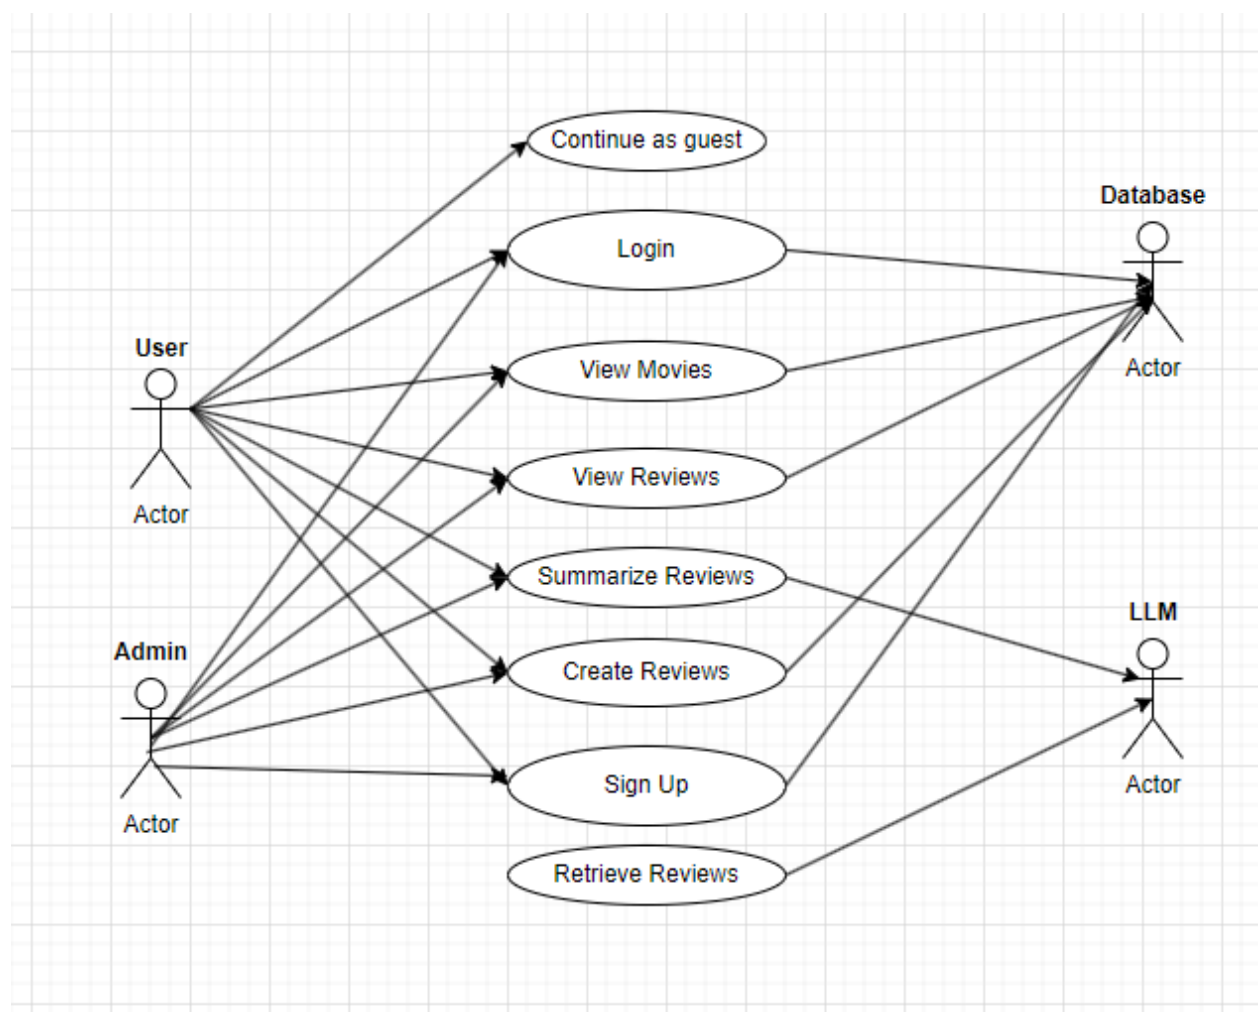 Continue as guest
Database
Login
User
View Movies
Actor
View Reviews
Actor
Summarize Reviews
LLM
Admin
Create Reviews
Sign Up
Actor
Actor
Retrieve Reviews